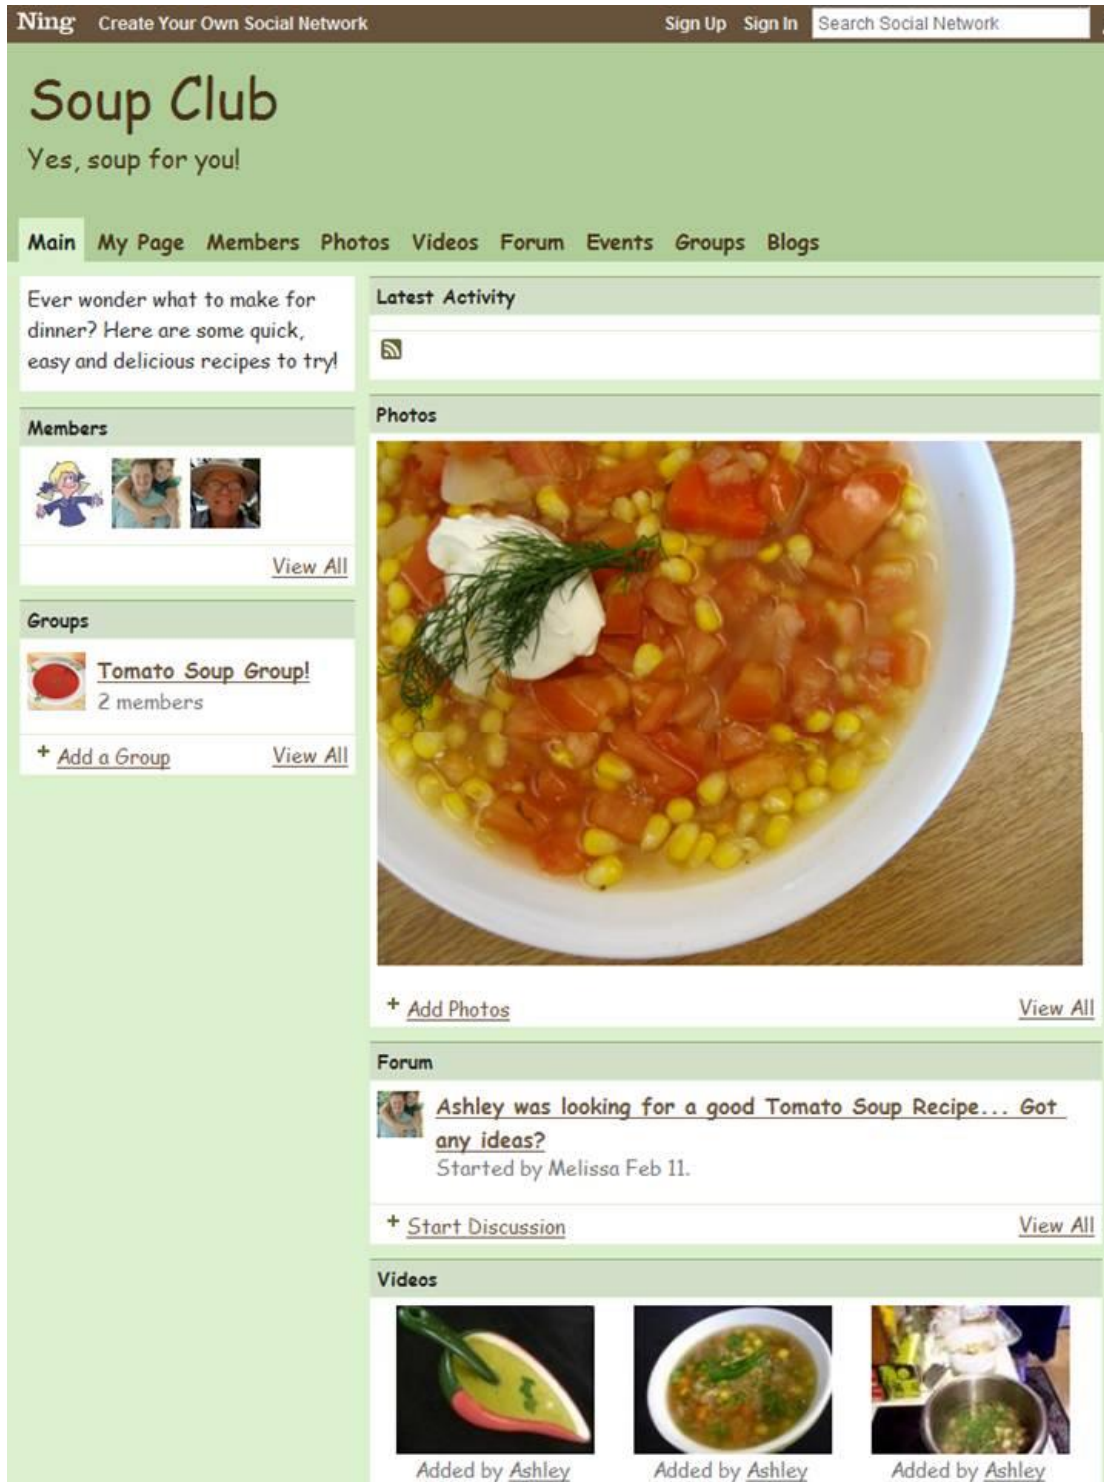 Ning Create Your Own Social Network Sign Up Sign In Search Social Network
Soup Club
Yes, soup for you!
Main My Page Members Photos Videos Forum Events Groups Blogs
Ever wonder what to make for
dinner? Here are some quick,
easy and delicious recipes to try!
Members
View All
Groups
Tomato Soup Group!
2 members
+ Add a Group View All
Latest Activity
Photos
+ Add Photos View All
Forum
Ashley was looking for a good Tomato Soup Recipe... Got
any ideas?
Started by Melissa Feb 11.
+ Start Discussion View All
Videos
Added by Ashley Added by Ashley Added by Ashley